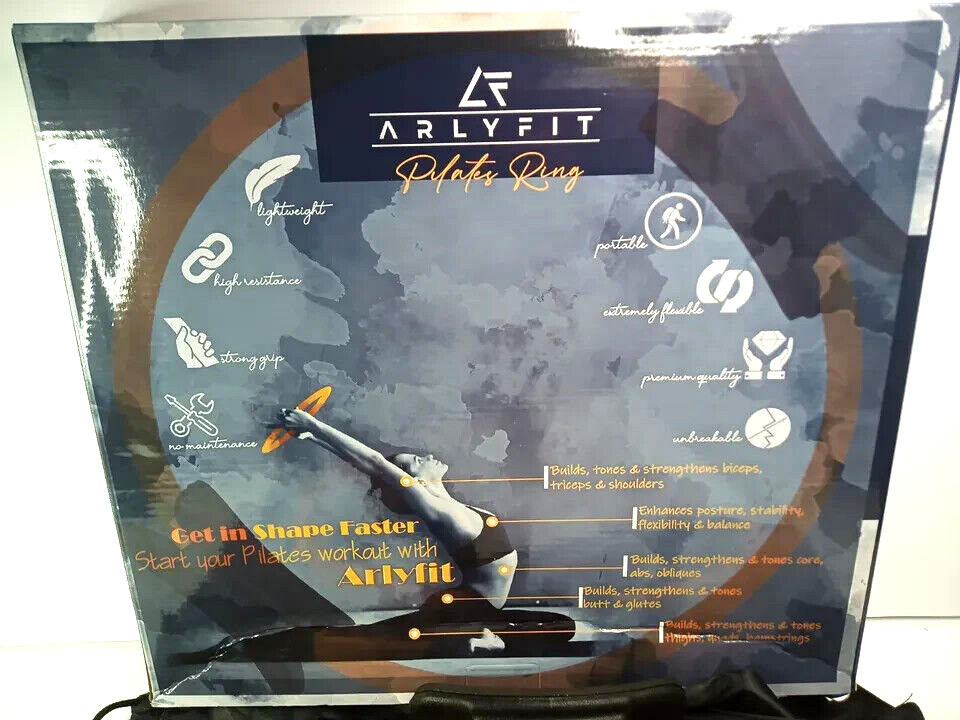 ARLYFIT
Pilates Ring
lightweight
portable
high resistance
extremely flexible
strong grip
premium quality
no maintenance
unbreakable
Builds, tones & strengthens biceps,
triceps & shoulders
Enhances posture, stability,
flexibility & balance
Get in Shape Faster
Start your Pilates workout with
Arlyfit
Builds, strengthens & tones core,
abs, obliques
Builds, strengthens & tones
butt & glutes
Builds, strengthens & tones
thighs, quads, hamstrings